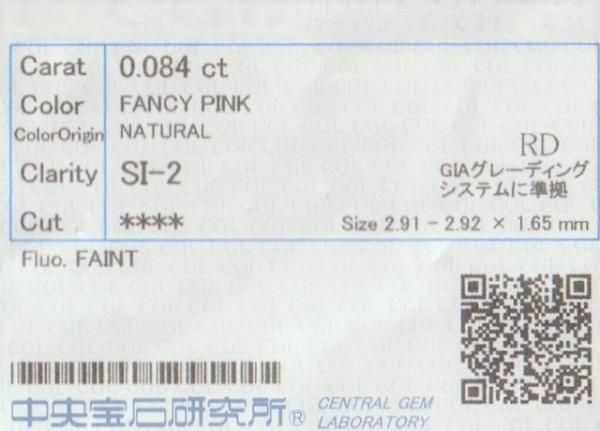 Carat 0.084 ct
Color FANCY PINK
ColorOrigin NATURAL
Clarity SI-2
RD
GIAグレーディング
システムに準拠
Cut ****
Size 2.91 - 2.92 × 1.65 mm
Fluo. FAINT
中央宝石研究所® CENTRAL GEM
LABORATORY